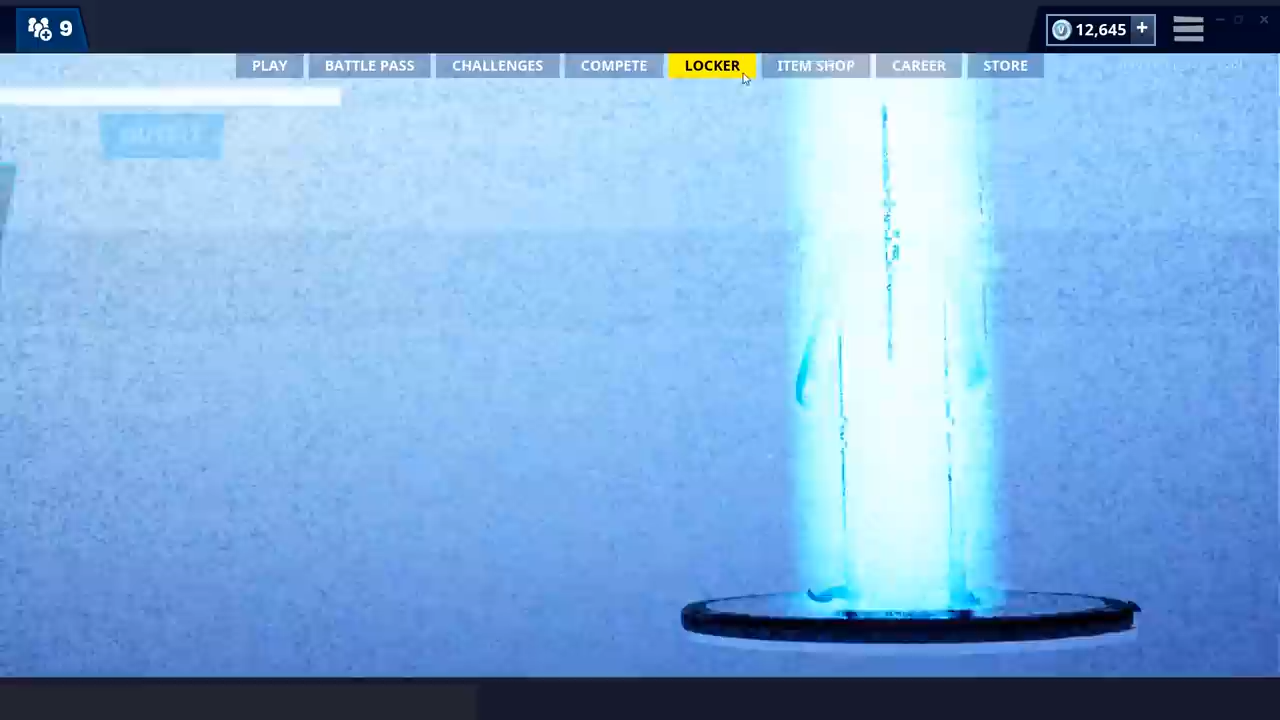 9
12,645 +
PLAY BATTLE PASS CHALLENGES COMPETE LOCKER ITEM SHOP CAREER STORE